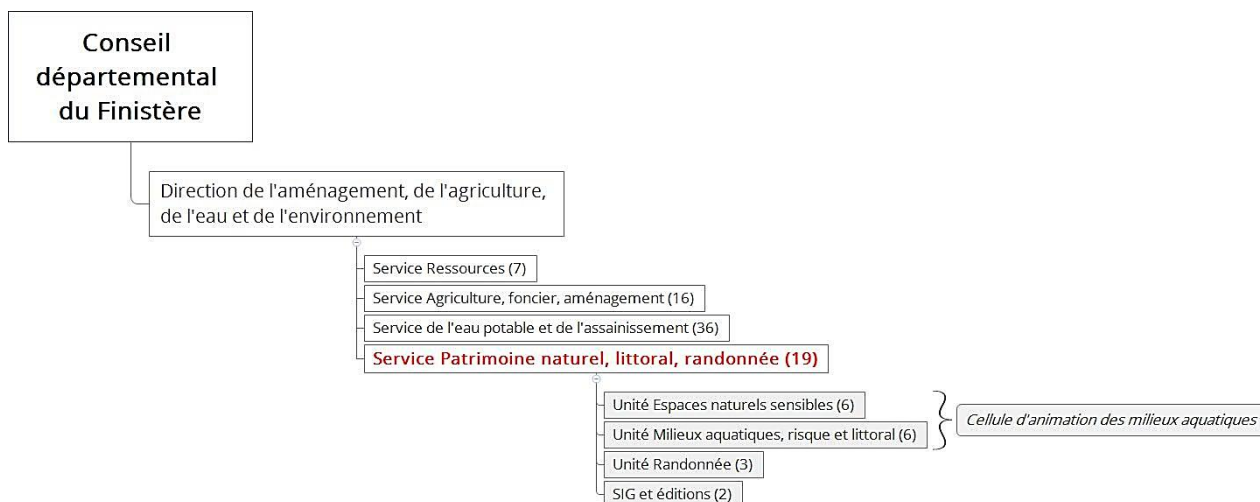 Conseil
départemental
du Finistère
Direction de l'aménagement, de l'agriculture,
de l'eau et de l'environnement
Service Ressources (7)
Service Agriculture, foncier, aménagement (16)
Service de l'eau potable et de l'assainissement (36)
Service Patrimoine naturel, littoral, randonnée (19)
Unité Espaces naturels sensibles (6)
Unité Milieux aquatiques, risque et littoral (6)
Cellule d'animation des milieux aquatiques
Unité Randonnée (3)
SIG et éditions (2)